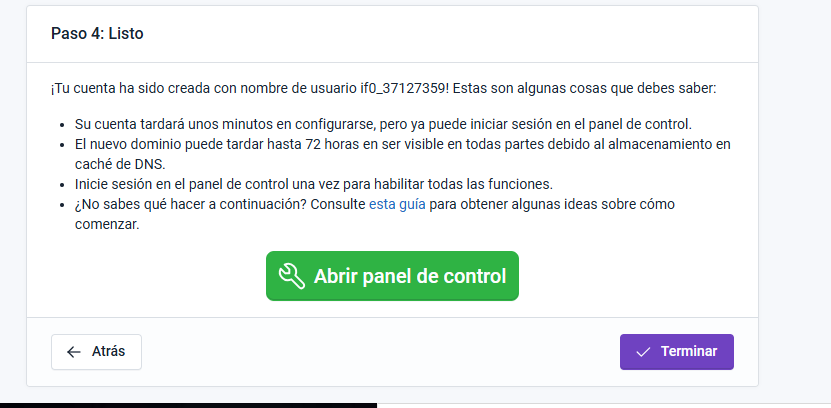 Paso 4: Listo
¡Tu cuenta ha sido creada con nombre de usuario if0_37127359! Estas son algunas cosas que debes saber:
• Su cuenta tardará unos minutos en configurarse, pero ya puede iniciar sesión en el panel de control.
• El nuevo dominio puede tardar hasta 72 horas en ser visible en todas partes debido al almacenamiento en
caché de DNS.
• Inicie sesión en el panel de control una vez para habilitar todas las funciones.
• ¿No sabes qué hacer a continuación? Consulte esta guía para obtener algunas ideas sobre cómo
comenzar.
Abrir panel de control
Atrás
Terminar